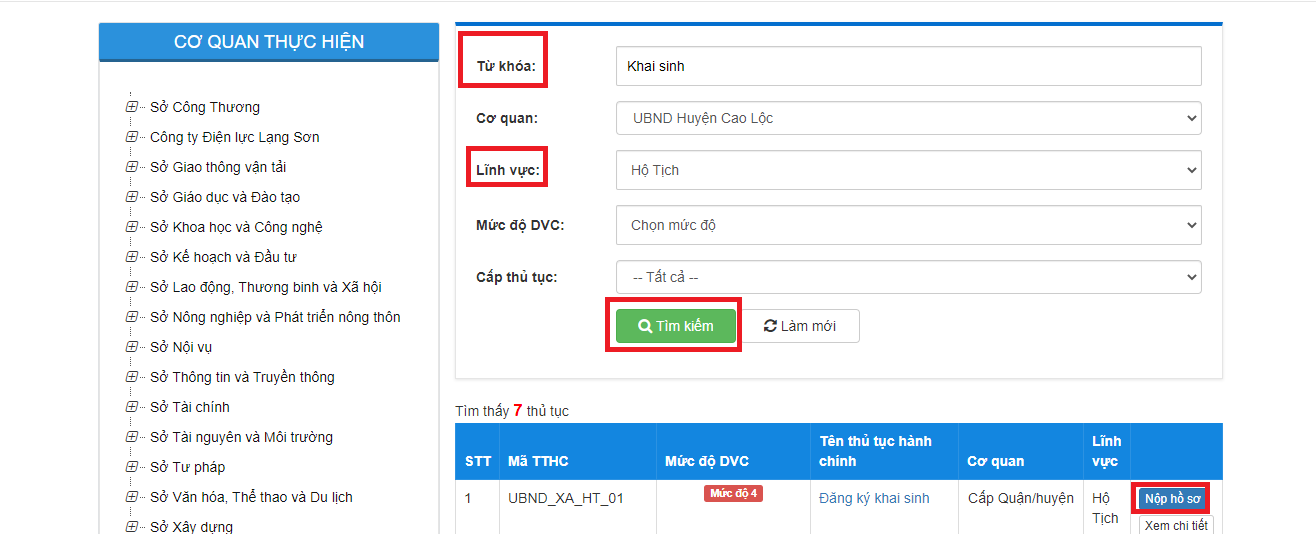 CƠ QUAN THỰC HIỆN
Sở Công Thương
Công ty Điện lực Lạng Sơn
Sở Giao thông vận tải
Sở Giáo dục và Đào tạo
Sở Khoa học và Công nghệ
Sở Kế hoạch và Đầu tư
Sở Lao động, Thương binh và Xã hội
Sở Nông nghiệp và Phát triển nông thôn
Sở Nội vụ
Sở Thông tin và Truyền thông
Sở Tài chính
Sở Tài nguyên và Môi trường
Sở Tư pháp
Sở Văn hóa, Thể thao và Du lịch
Sở Xây dựng
Từ khóa: Khai sinh
Cơ quan: UBND Huyện Cao Lộc
Lĩnh vực: Hộ Tịch
Mức độ DVC: Chọn mức độ
Cấp thủ tục: -- Tất cả --
Tìm kiếm Làm mới
Tìm thấy 7 thủ tục
STT Mã TTHC Mức độ DVC Tên thủ tục hành chính Cơ quan Lĩnh vực
1 UBND_XA_HT_01 Mức độ 4 Đăng ký khai sinh Cấp Quận/huyện Hộ Tịch Nộp hồ sơ
Xem chi tiết